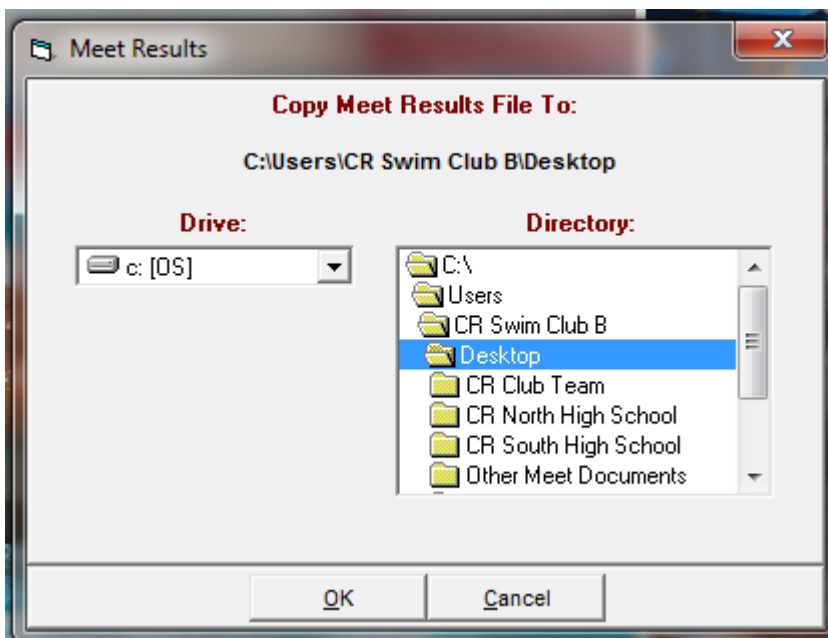 Meet Results
Copy Meet Results File To:
C:\Users\CR Swim Club B\Desktop
Drive:
Directory:
c: [OS]
C:\
Users
CR Swim Club B
Desktop
CR Club Team
CR North High School
CR South High School
Other Meet Documents
OK
Cancel